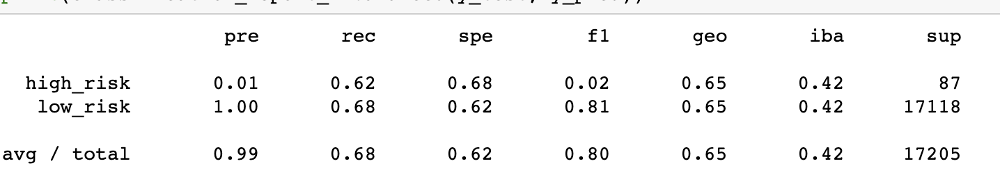 pre rec spe f1 geo iba sup
high_risk 0.01 0.62 0.68 0.02 0.65 0.42 87
low_risk 1.00 0.68 0.62 0.81 0.65 0.42 17118
avg / total 0.99 0.68 0.62 0.80 0.65 0.42 17205